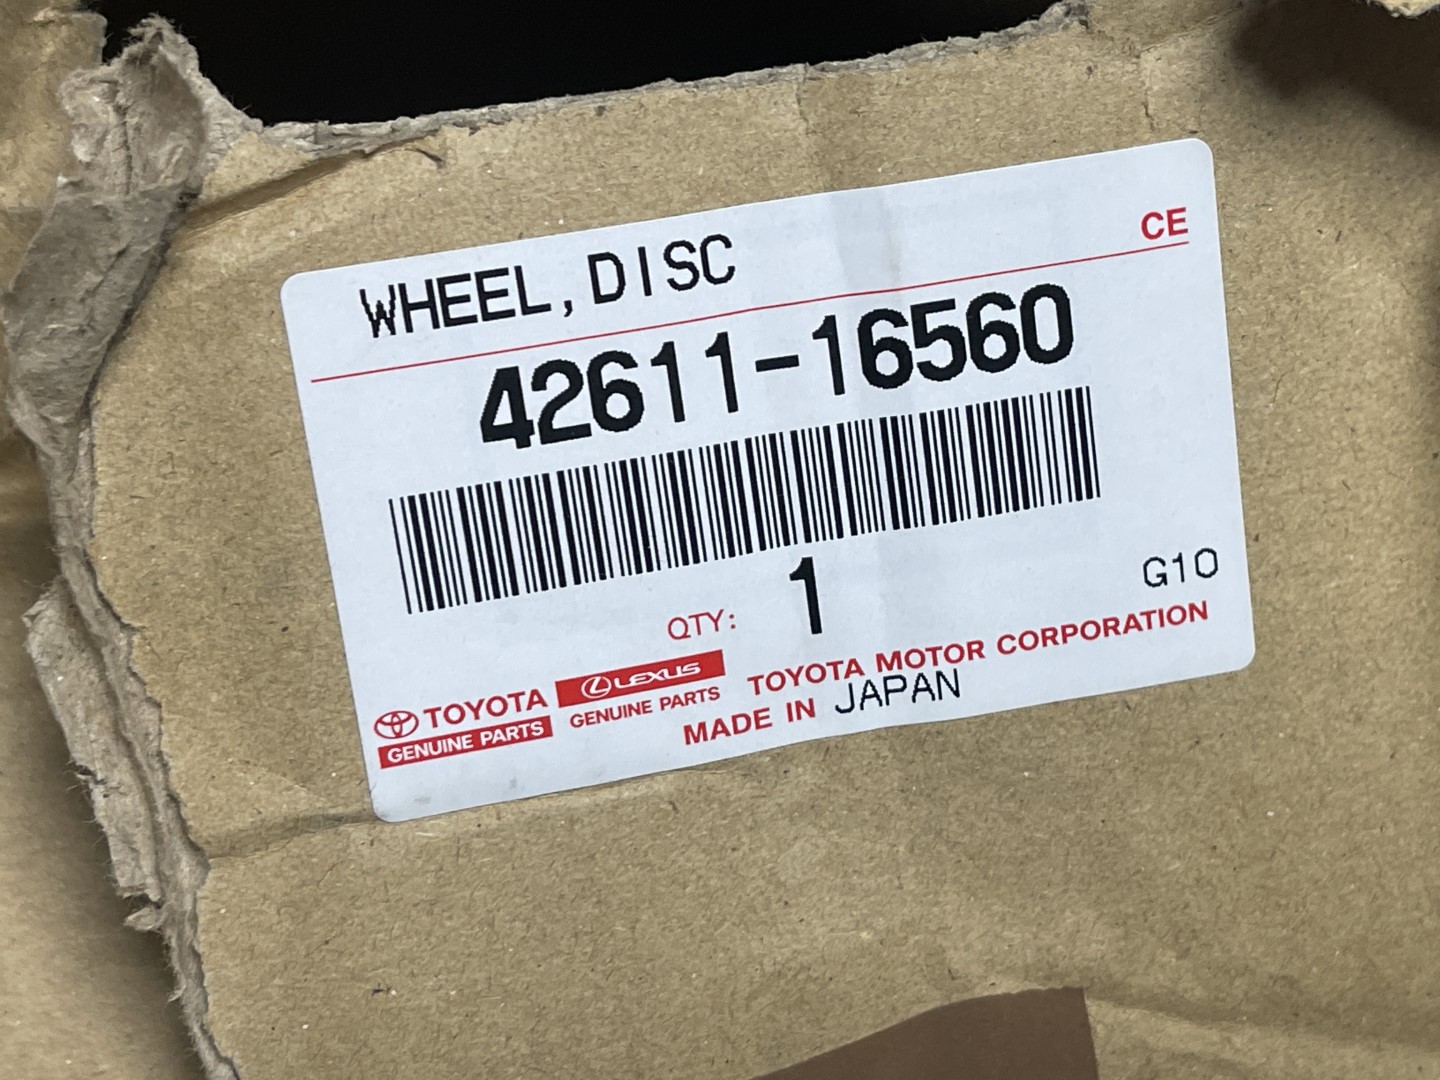 CE
WHEEL, DISC
42611-16560
QTY: 1
G10
TOYOTA
GENUINE PARTS
LEXUS
GENUINE PARTS
TOYOTA MOTOR CORPORATION
MADE IN JAPAN